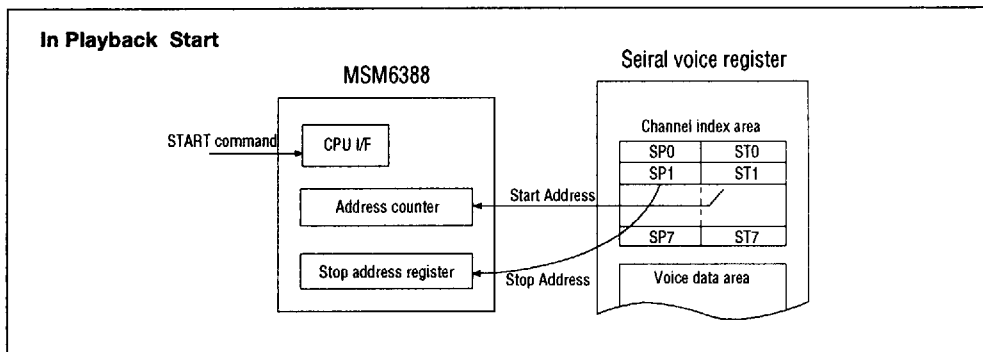 In Playback Start
MSM6388
Seiral voice register
START command
CPU I/F
Channel index area
SP0 ST0
SP1 ST1
Address counter
Start Address
SP7 ST7
Stop address register
Stop Address
Voice data area